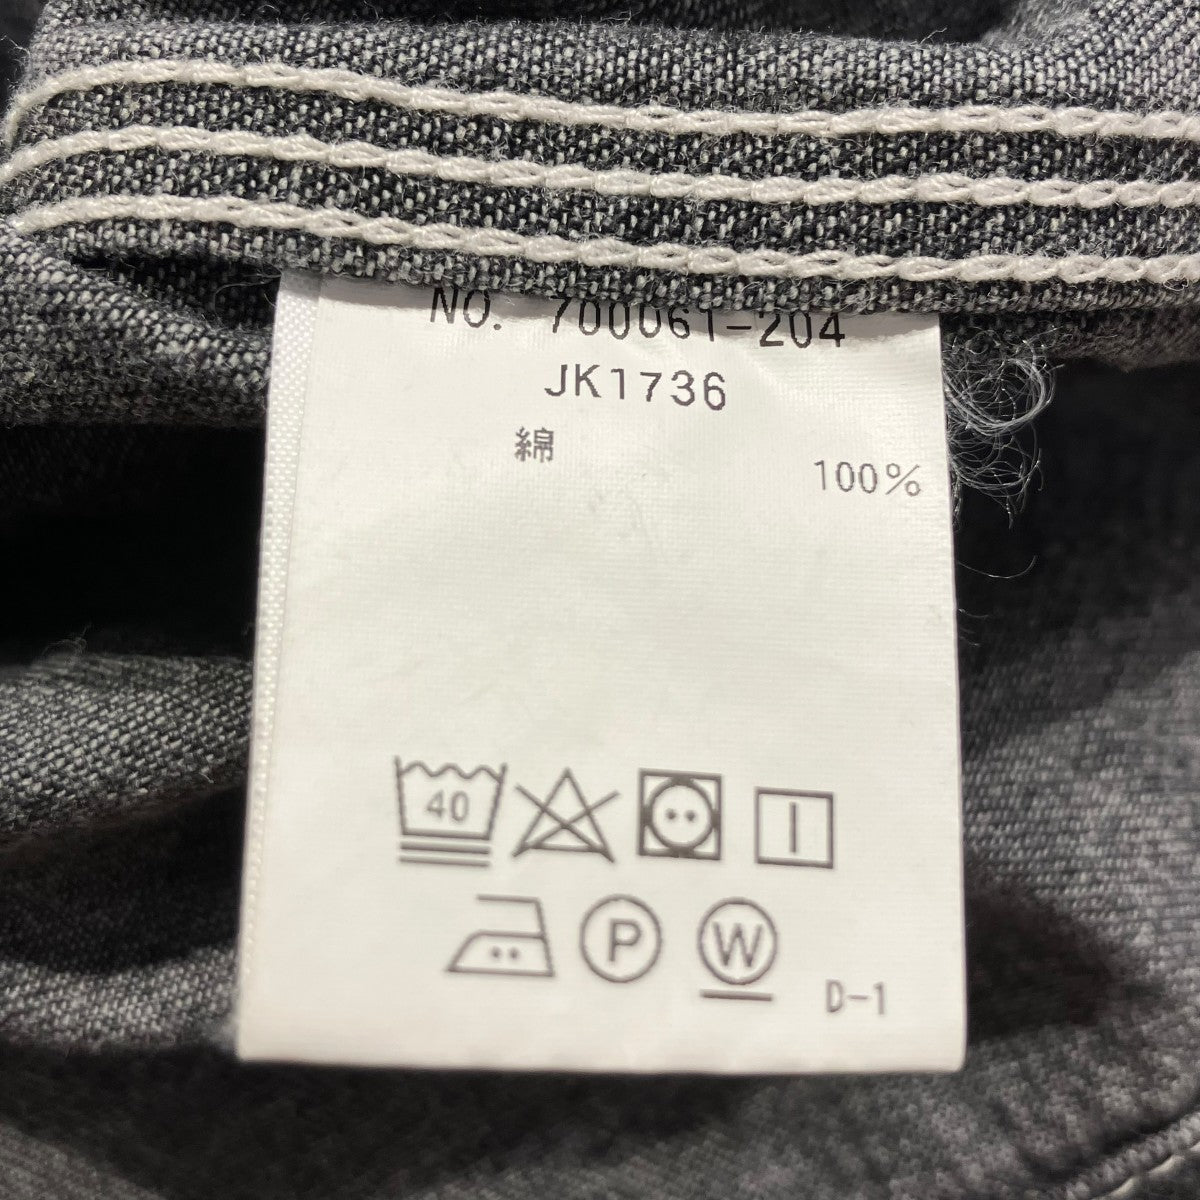 NO. 700061-204
JK1736
綿 100%
40
P W D-1